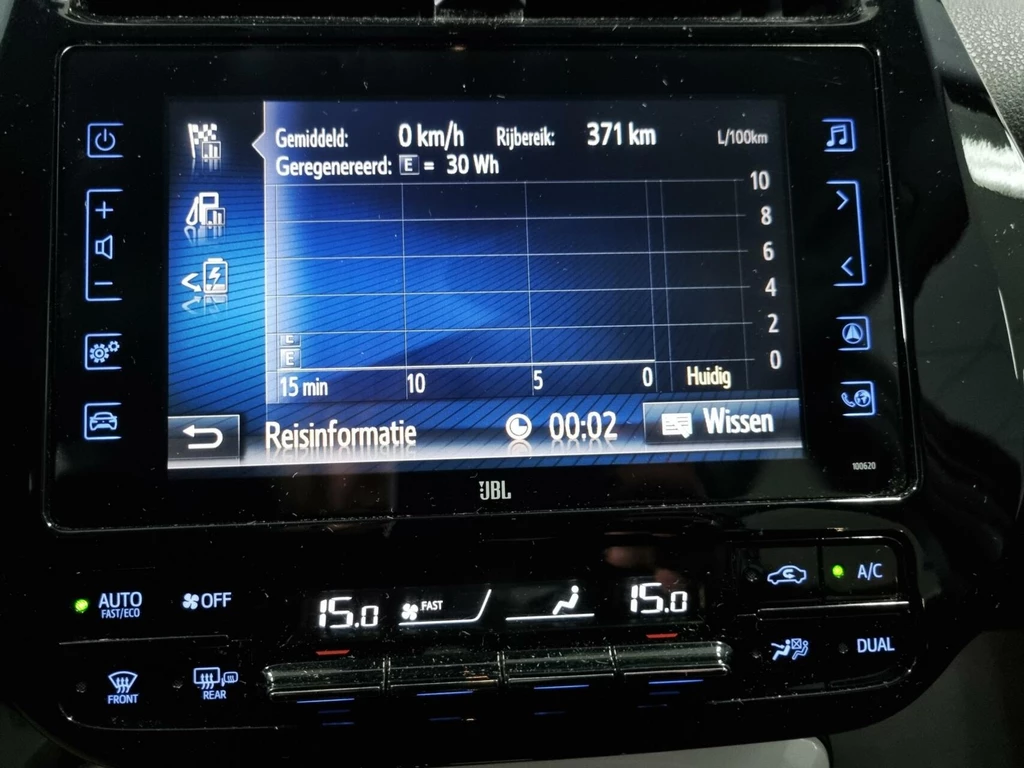 Gemiddeld: 0 km/h Rijbereik: 371 km L/100km
Geregenereerd: E = 30 Wh
10
8
6
4
2
E
0
15 min 10 5 0 Huidig
Reisinformatie 00:02 Wissen
100620
JBL
AUTO
FAST/ECO
OFF
15.0
FAST
15.0
A/C
FRONT
REAR
DUAL